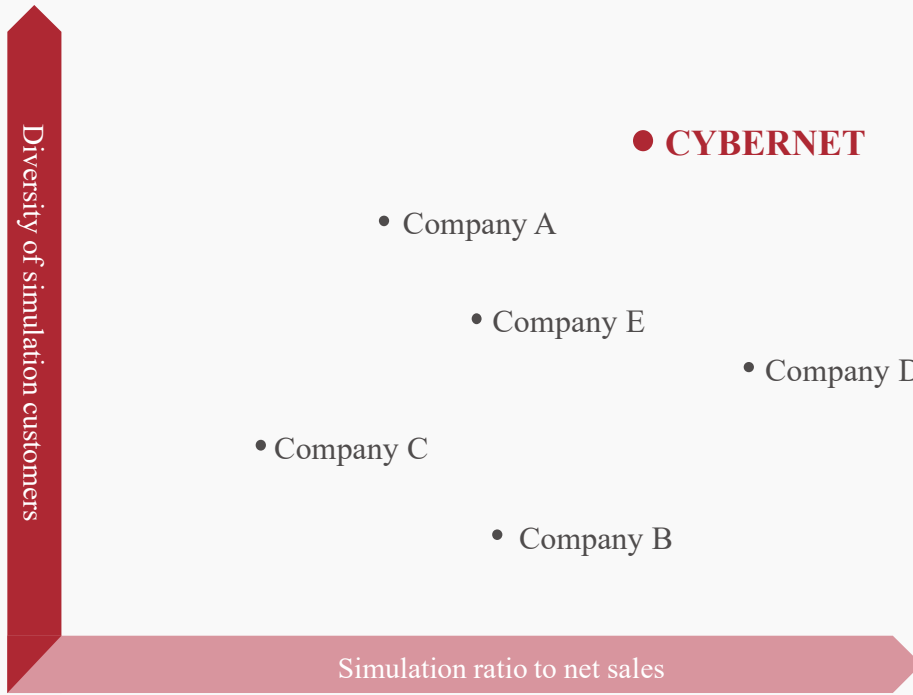 Diversity of simulation customers
CYBERNET
Company A
Company E
Company D
Company C
Company B
Simulation ratio to net sales